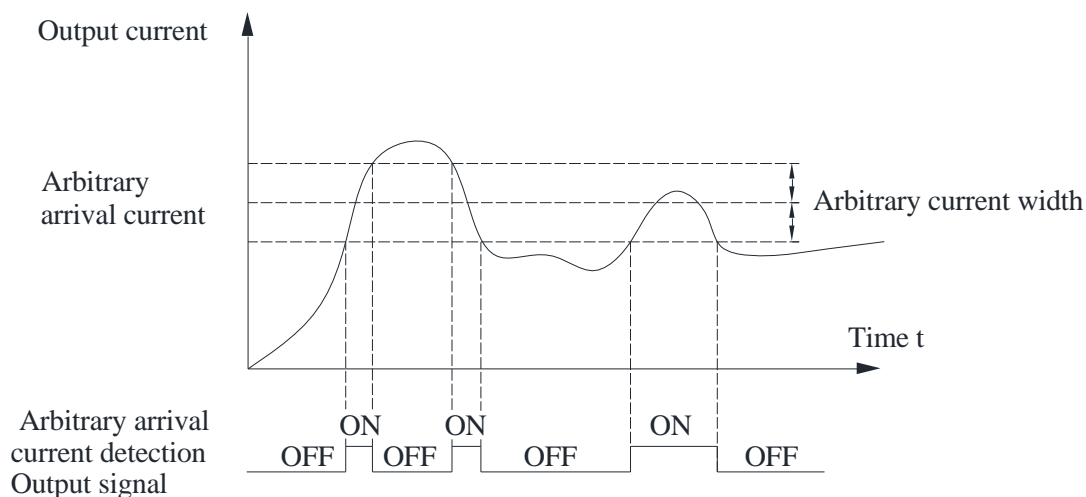 Output current
Arbitrary
arrival current
Arbitrary current width
Time t
Arbitrary arrival
current detection
Output signal
ON ON ON
OFF OFF OFF OFF